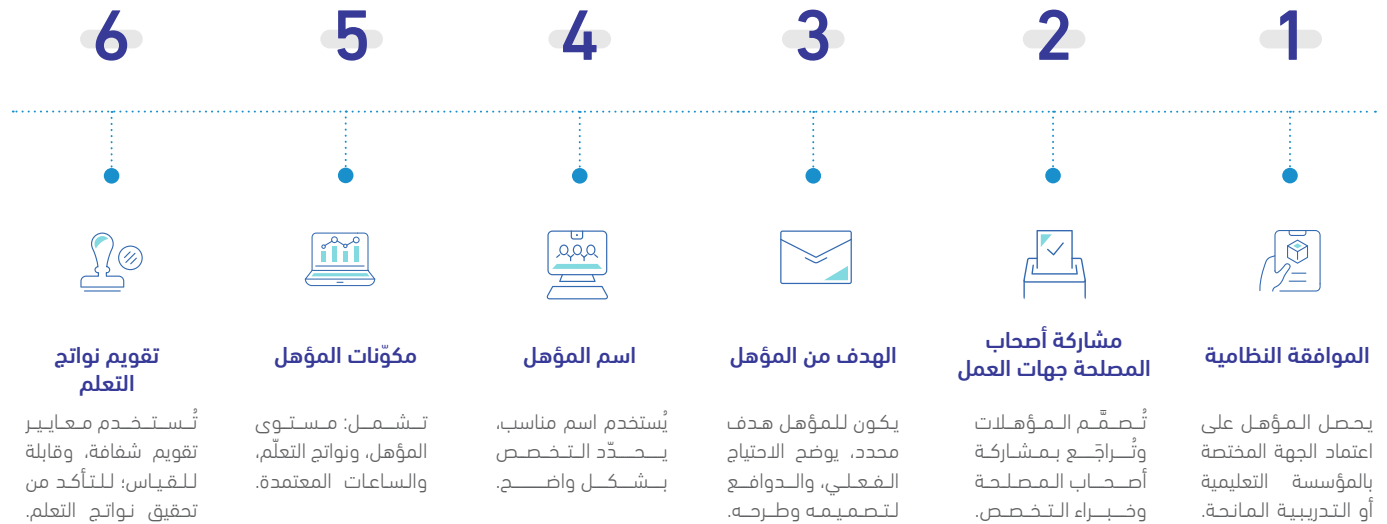 1
الموافقة النظامية
يحصل المؤهل على
اعتماد الجهة المختصة
بالمؤسسة التعليمية
أو التدريبية المانحة.
2
مشاركة أصحاب
المصلحة جهات العمل
تُصمَّم المؤهلات
وتُراجَع بمشاركة
أصحاب المصلحة
وخبراء التخصص.
3
الهدف من المؤهل
يكون للمؤهل هدف
محدد، يوضح الاحتياج
الفعلي، والدوافع
لتصميمه وطرحه.
4
اسم المؤهل
يُستخدم اسم مناسب،
يحدّد التخصص
بشكل واضح.
5
مكوّنات المؤهل
تشمل: مستوى
المؤهل، ونواتج التعلّم،
والساعات المعتمدة.
6
تقويم نواتج
التعلم
تُستخدم معايير
تقويم شفافة، وقابلة
للقياس؛ للتأكد من
تحقيق نواتج التعلم.